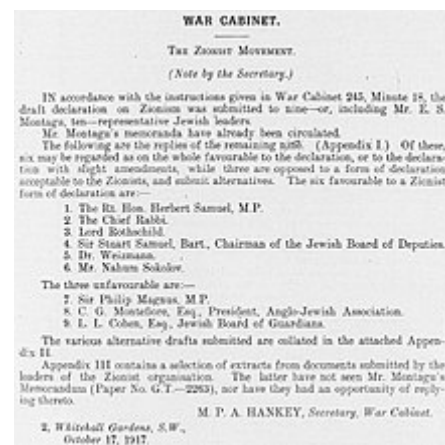 WAR CABINET.
THE ZIONIST MOVEMENT.
(Note by the Secretary.)
IN accordance with the instructions given in War Cabinet 245, Minute 18, the
draft declaration on Zionism was submitted to nine—or, including Mr. E. S.
Montagu, ten—representative Jewish leaders.
Mr. Montagu's memoranda have already been circulated.
The following are the replies of the remaining nine. (Appendix I.) Of these,
six may be regarded as on the whole favourable to the declaration, or to the declara-
tion with slight amendments, while three are opposed to a form of declaration
acceptable to the Zionists, and submit alternatives. The six favourable to a Zionist
form of declaration are:—
1. The Rt. Hon. Herbert Samuel, M.P.
2. The Chief Rabbi.
3. Lord Rothschild.
4. Sir Stuart Samuel, Bart., Chairman of the Jewish Board of Deputies.
5. Dr. Weizmann.
6. Mr. Nahum Sokolov.
The three unfavourable are:—
7. Sir Philip Magnus, M.P.
8. C. G. Montefiore, Esq., President, Anglo-Jewish Association.
9. L. L. Cohen, Esq., Jewish Board of Guardians.
The various alternative drafts submitted are collated in the attached Appen-
dix II.
Appendix III contains a selection of extracts from documents submitted by the
leaders of the Zionist organisation. The latter have not seen Mr. Montagu's
Memorandum (Paper No. G.T.—2263), nor have they had an opportunity of reply-
ing thereto.
M. P. A. HANKEY, Secretary, War Cabinet.
2, Whitehall Gardens, S.W.,
October 17, 1917.